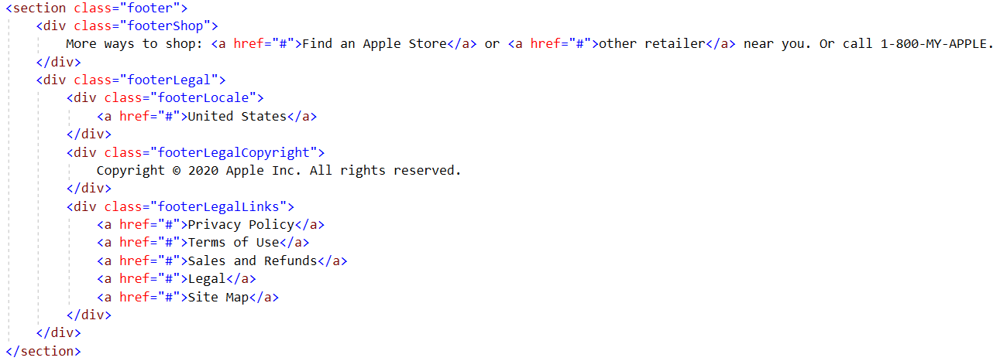 <section class="footer">
    <div class="footerShop">
        More ways to shop: <a href="#">Find an Apple Store</a> or <a href="#">other retailer</a> near you. Or call 1-800-MY-APPLE.
    </div>
    <div class="footerLegal">
        <div class="footerLocale">
            <a href="#">United States</a>
        </div>
        <div class="footerLegalCopyright">
            Copyright © 2020 Apple Inc. All rights reserved.
        </div>
        <div class="footerLegalLinks">
            <a href="#">Privacy Policy</a>
            <a href="#">Terms of Use</a>
            <a href="#">Sales and Refunds</a>
            <a href="#">Legal</a>
            <a href="#">Site Map</a>
        </div>
    </div>
</section>